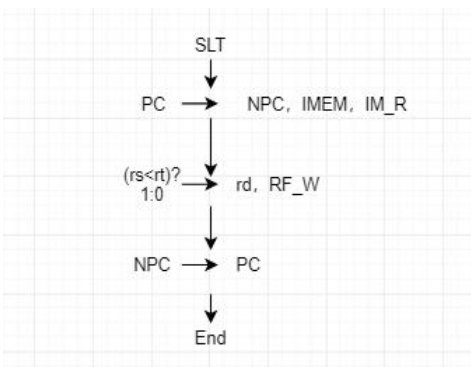 SLT
PC NPC, IMEM, IM_R
(rs<rt)?
1:0 rd, RF_W
NPC PC
End